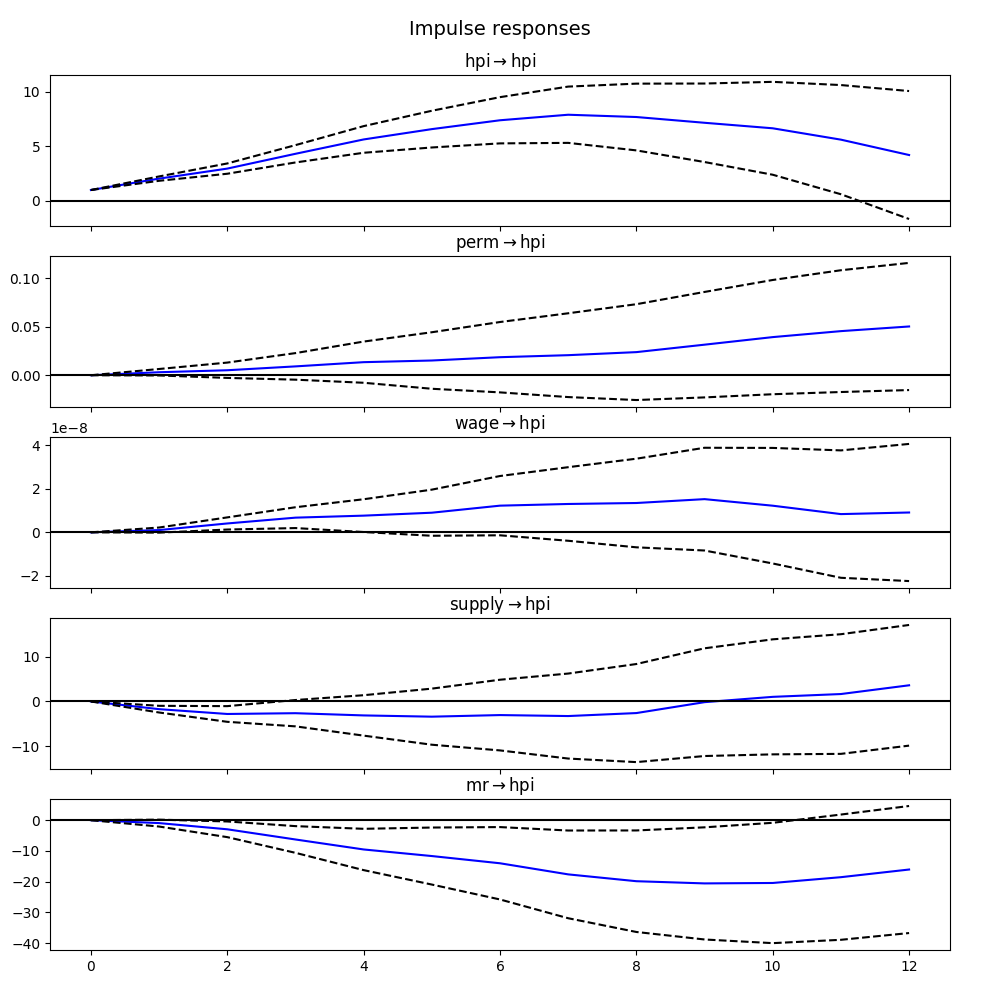 Impulse responses
hpi → hpi
10
5
0
perm → hpi
0.10
0.05
0.00
wage → hpi
1e−8
4
2
0
−2
supply → hpi
10
0
−10
mr → hpi
0
−10
−20
−30
−40
0 2 4 6 8 10 12